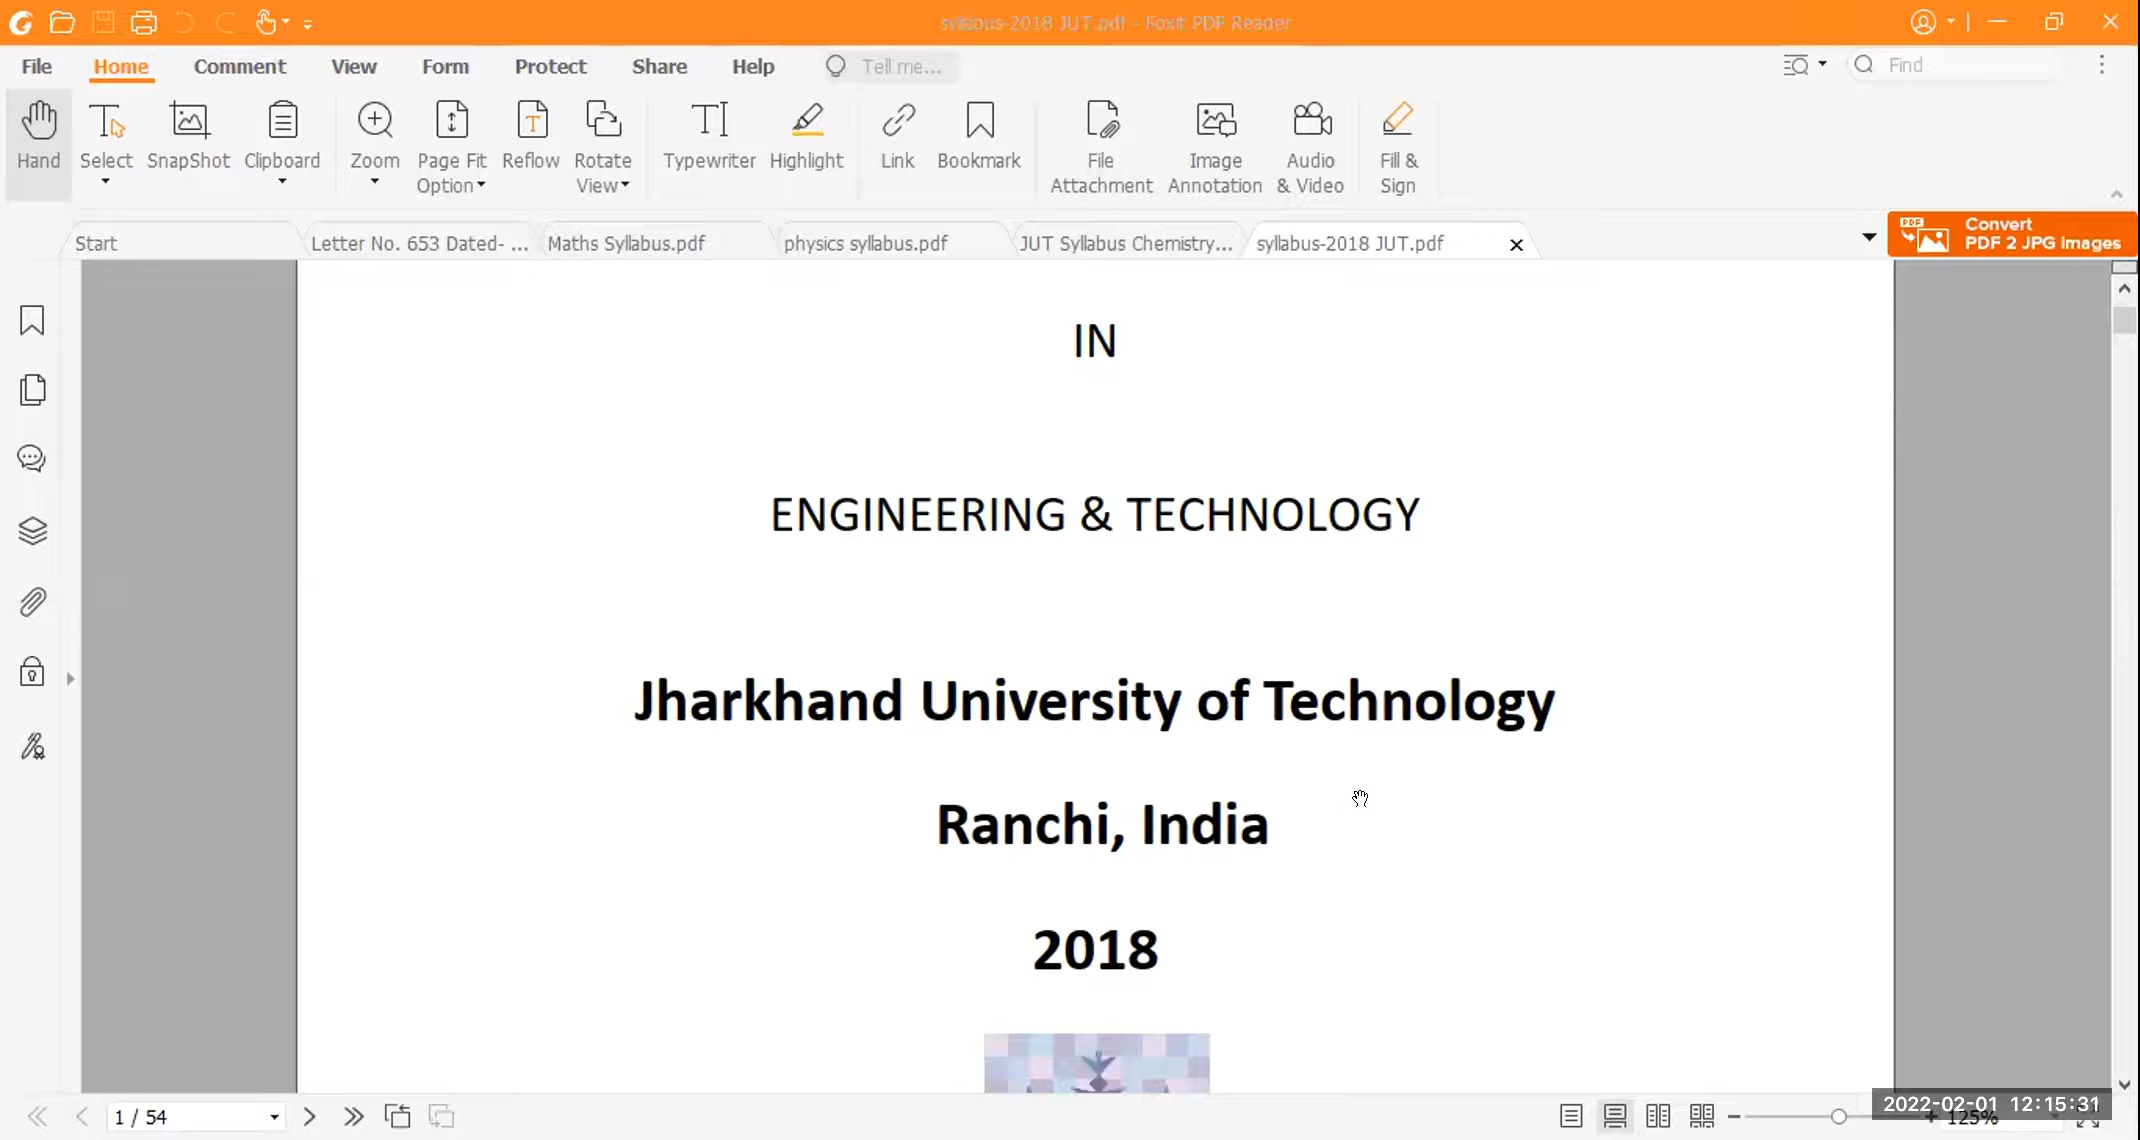 syllabus-2018 JUT.pdf - Foxit PDF Reader
File Home Comment View Form Protect Share Help Tell me... Find
Hand Select SnapShot Clipboard Zoom Page Fit Option Reflow Rotate View Typewriter Highlight Link Bookmark File Attachment Image Annotation Audio & Video Fill & Sign
Start Letter No. 653 Dated- ... Maths Syllabus.pdf physics syllabus.pdf JUT Syllabus Chemistry... syllabus-2018 JUT.pdf
PDF Convert
PDF 2 JPG Images
IN
ENGINEERING & TECHNOLOGY
Jharkhand University of Technology
Ranchi, India
2018
1 / 54
2022-02-01 12:15:31
125%